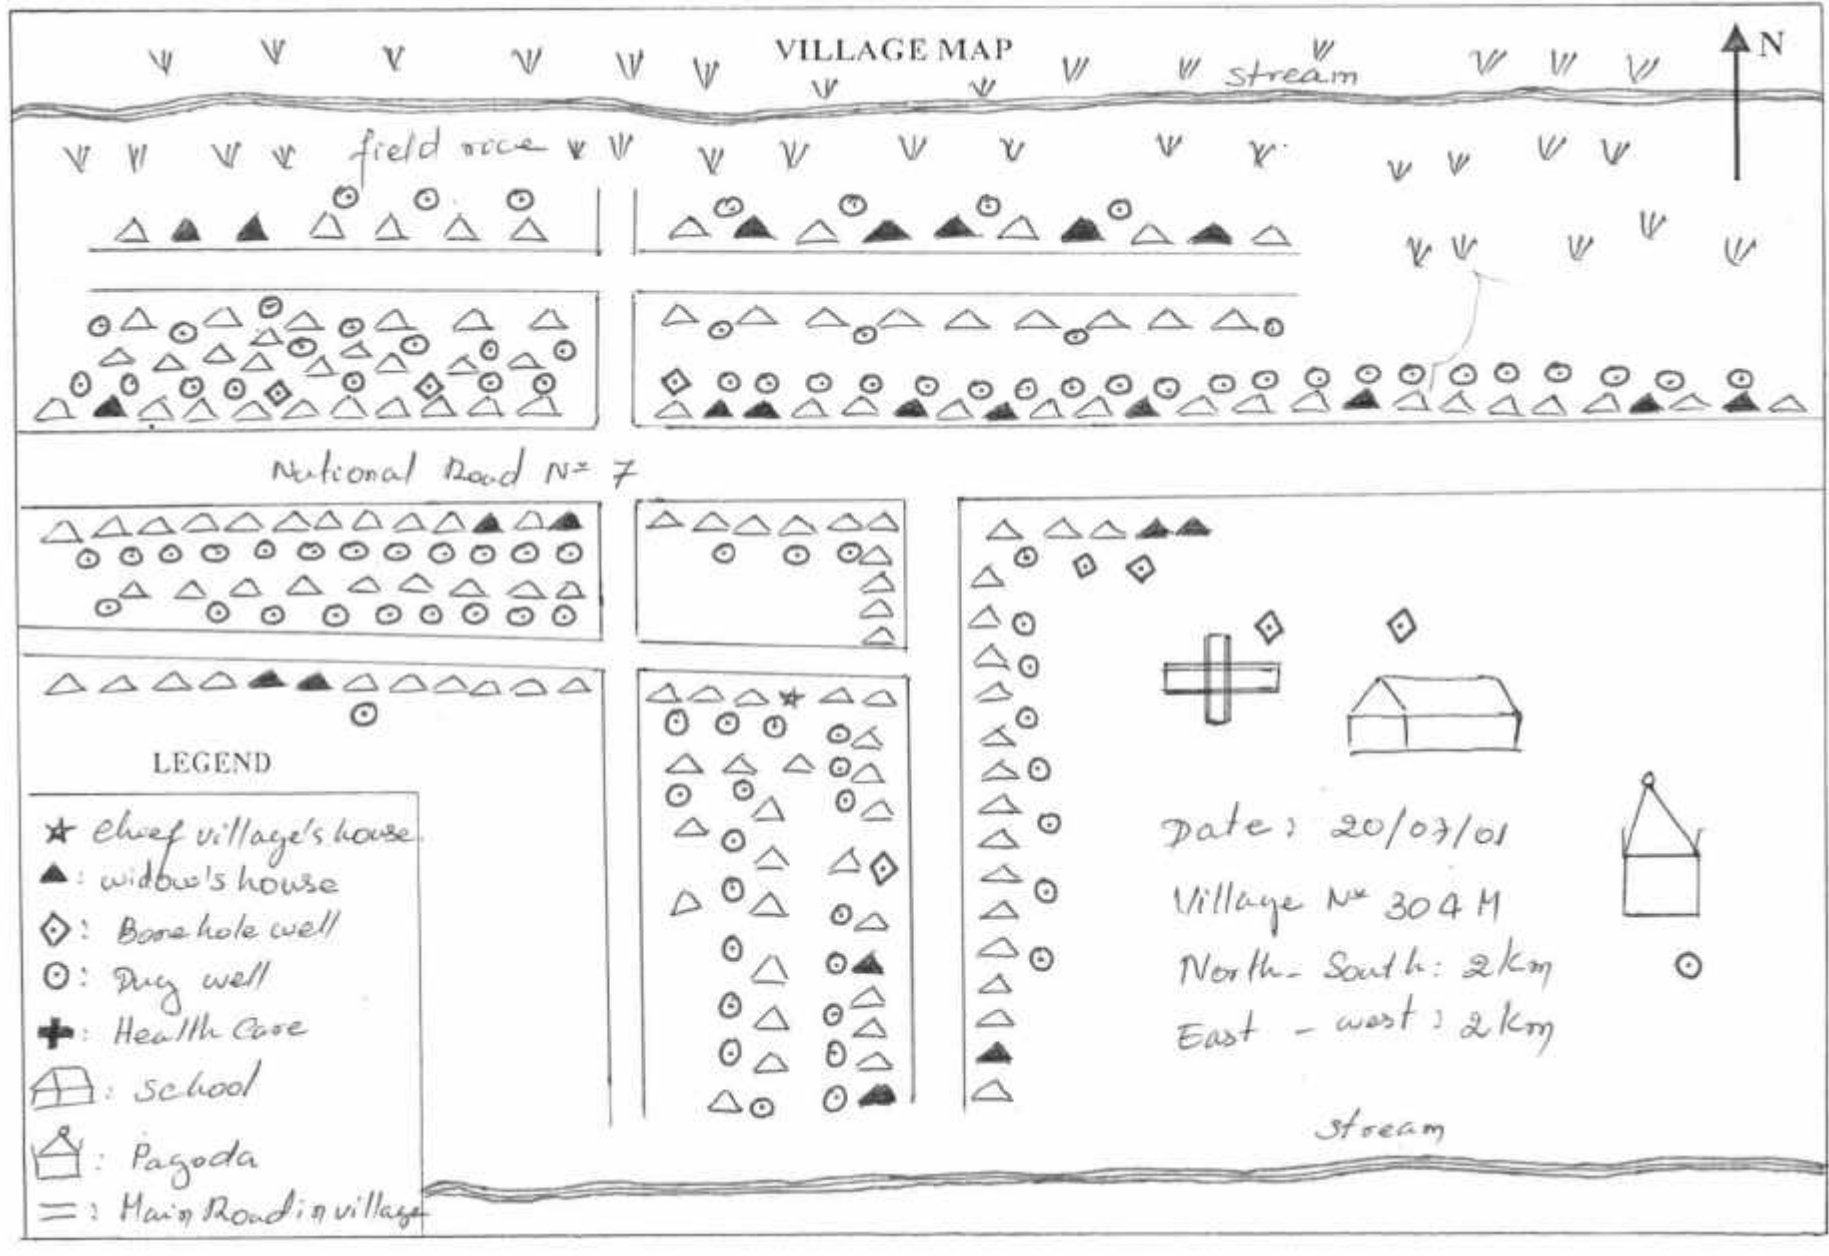 VILLAGE MAP
N
stream
field rice
National Road Nº 7
LEGEND
chief village's house
: widow's house
: Bore hole well
: Dug well
: Health Care
: School
: Pagoda
: Main Road in village
Date : 20/07/01
Village Nº 304 M
North - South : 2 km
East - west : 2 km
stream